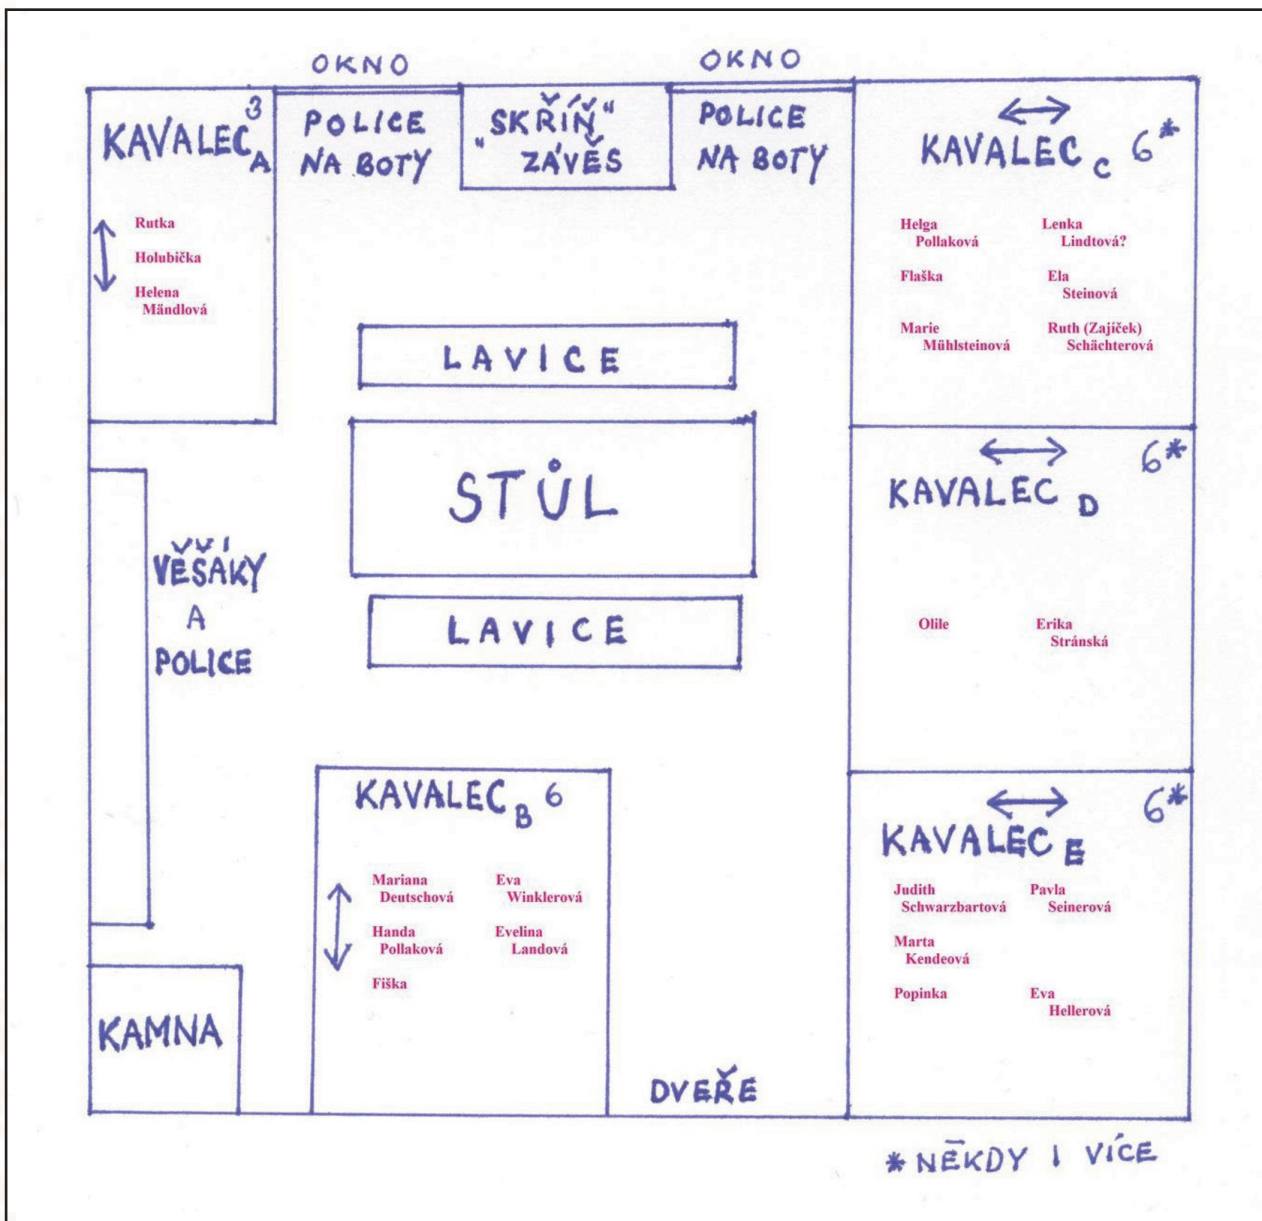 OKNO
OKNO
KAVALEC A 3
POLICE
NA BOTY
"SKŘÍŇ"
ZÁVĚS
POLICE
NA BOTY
KAVALEC C 6*
Rutka
Holubička
Helena
Mändlová
Helga
Pollaková
Lenka
Lindtová?
Flaška
Ela
Steinová
Marie
Mühlsteinová
Ruth (Zajíček)
Schächterová
LAVICE
STŮL
LAVICE
VĚŠÁKY
A
POLICE
KAVALEC D 6*
Olile
Erika
Stránská
KAVALEC B 6
Mariana
Deutschová
Eva
Winklerová
Handa
Pollaková
Evelina
Landová
Fiška
KAVALEC E 6*
Judith
Schwarzbartová
Pavla
Seinerová
Marta
Kendeová
Popinka
Eva
Hellerová
KAMNA
DVEŘE
* NĚKDY I VÍCE